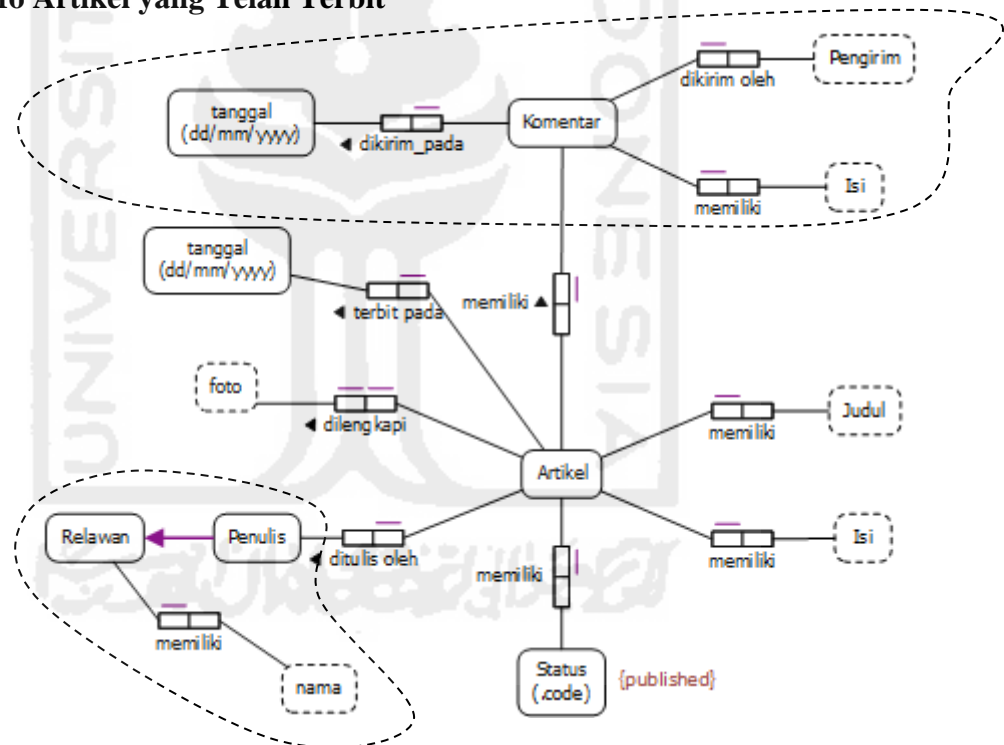 Artikel yang Telah Terbit
Pengirim
dikirim oleh
tanggal
(dd/mm/yyyy)
Komentar
dikirim_pada
Isi
memiliki
tanggal
(dd/mm/yyyy)
terbit pada
memiliki
foto
dilengkapi
Judul
memiliki
Artikel
Relawan
Penulis
ditulis oleh
Isi
memiliki
memiliki
memiliki
nama
Status
(.code)
{published}
UNIVERSIT
ONESIA